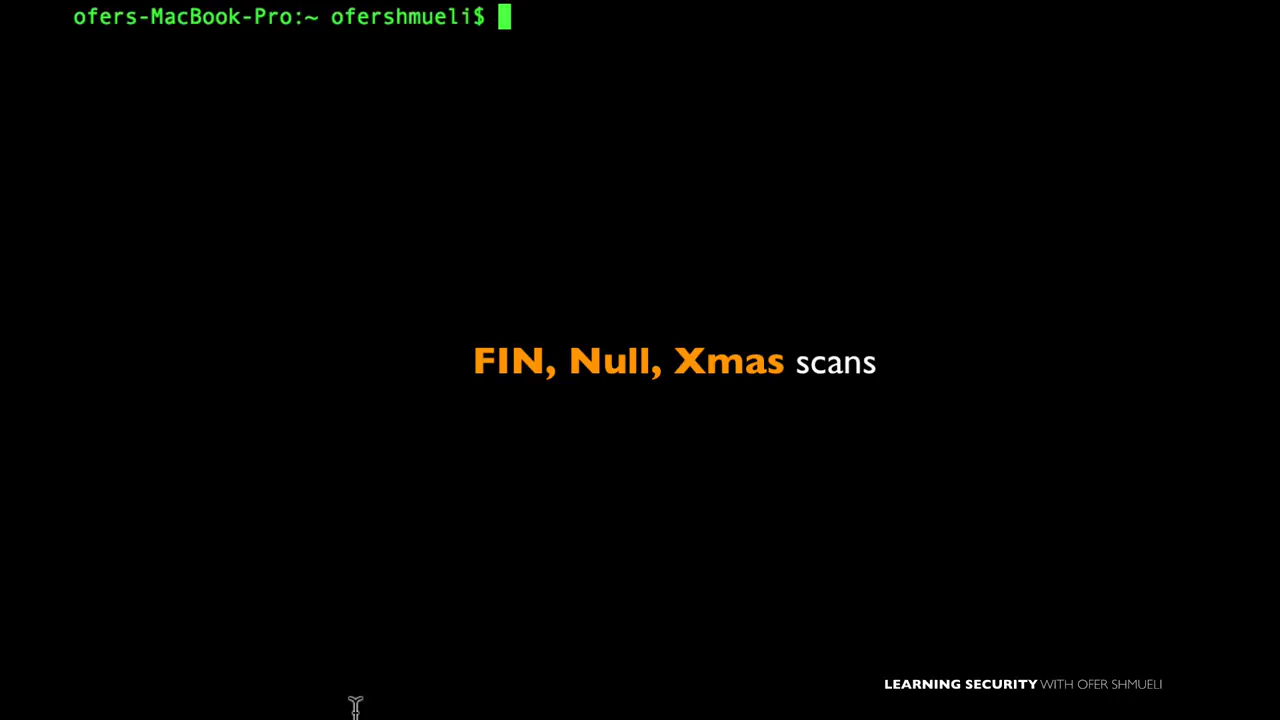 ofers-MacBook-Pro:~ ofershmueli$
FIN, Null, Xmas scans
LEARNING SECURITY WITH OFER SHMUELI